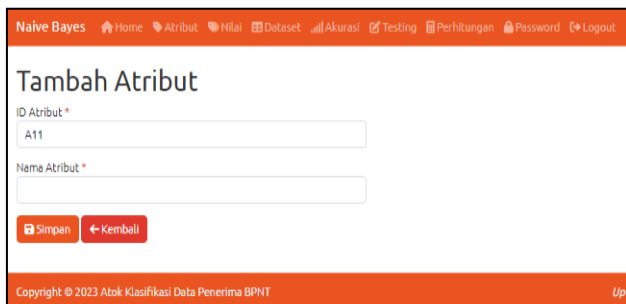 Naive Bayes Home Atribut Nilai Dataset Akurasi Testing Perhitungan Password Logout
Tambah Atribut
ID Atribut *
A11
Nama Atribut *
Simpan Kembali
Copyright © 2023 Atok Klasifikasi Data Penerima BPNT Up